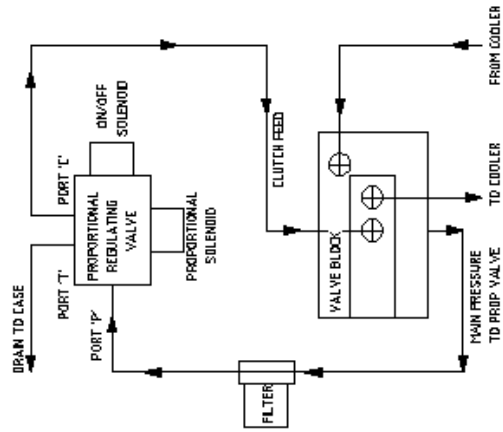 DRAIN TO CASE
PORT 'T'
PORT 'C'
ON/OFF
SOLENOID
PROPORTIONAL
REGULATING
VALVE
PROPORTIONAL
SOLENOID
PORT 'P'
CLUTCH FEED
FROM COOLER
VALVE BLOCK
TO COOLER
MAIN PRESSURE
TO PROP VALVE
FILTER